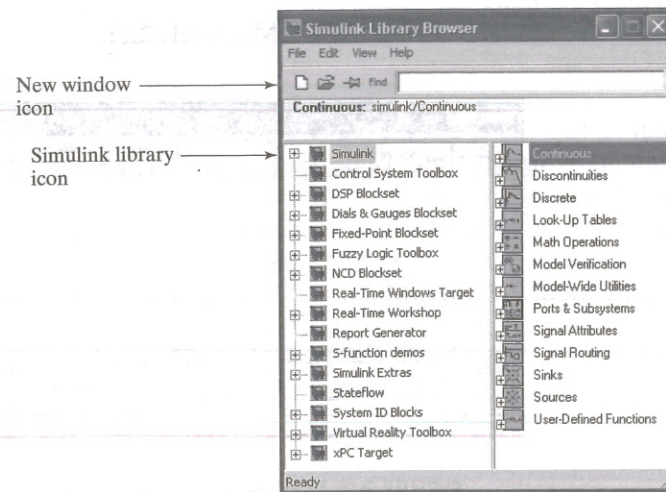 Simulink Library Browser
File Edit View Help
New window
icon
Find
Continuous: simulink/Continuous
Simulink library
icon
Simulink
Control System Toolbox
DSP Blockset
Dials & Gauges Blockset
Fixed-Point Blockset
Fuzzy Logic Toolbox
NCD Blockset
Real-Time Windows Target
Real-Time Workshop
Report Generator
S-function demos
Simulink Extras
Stateflow
System ID Blocks
Virtual Reality Toolbox
xPC Target
Continuous
Discontinuities
Discrete
Look-Up Tables
Math Operations
Model Verification
Model-Wide Utilities
Ports & Subsystems
Signal Attributes
Signal Routing
Sinks
Sources
User-Defined Functions
Ready